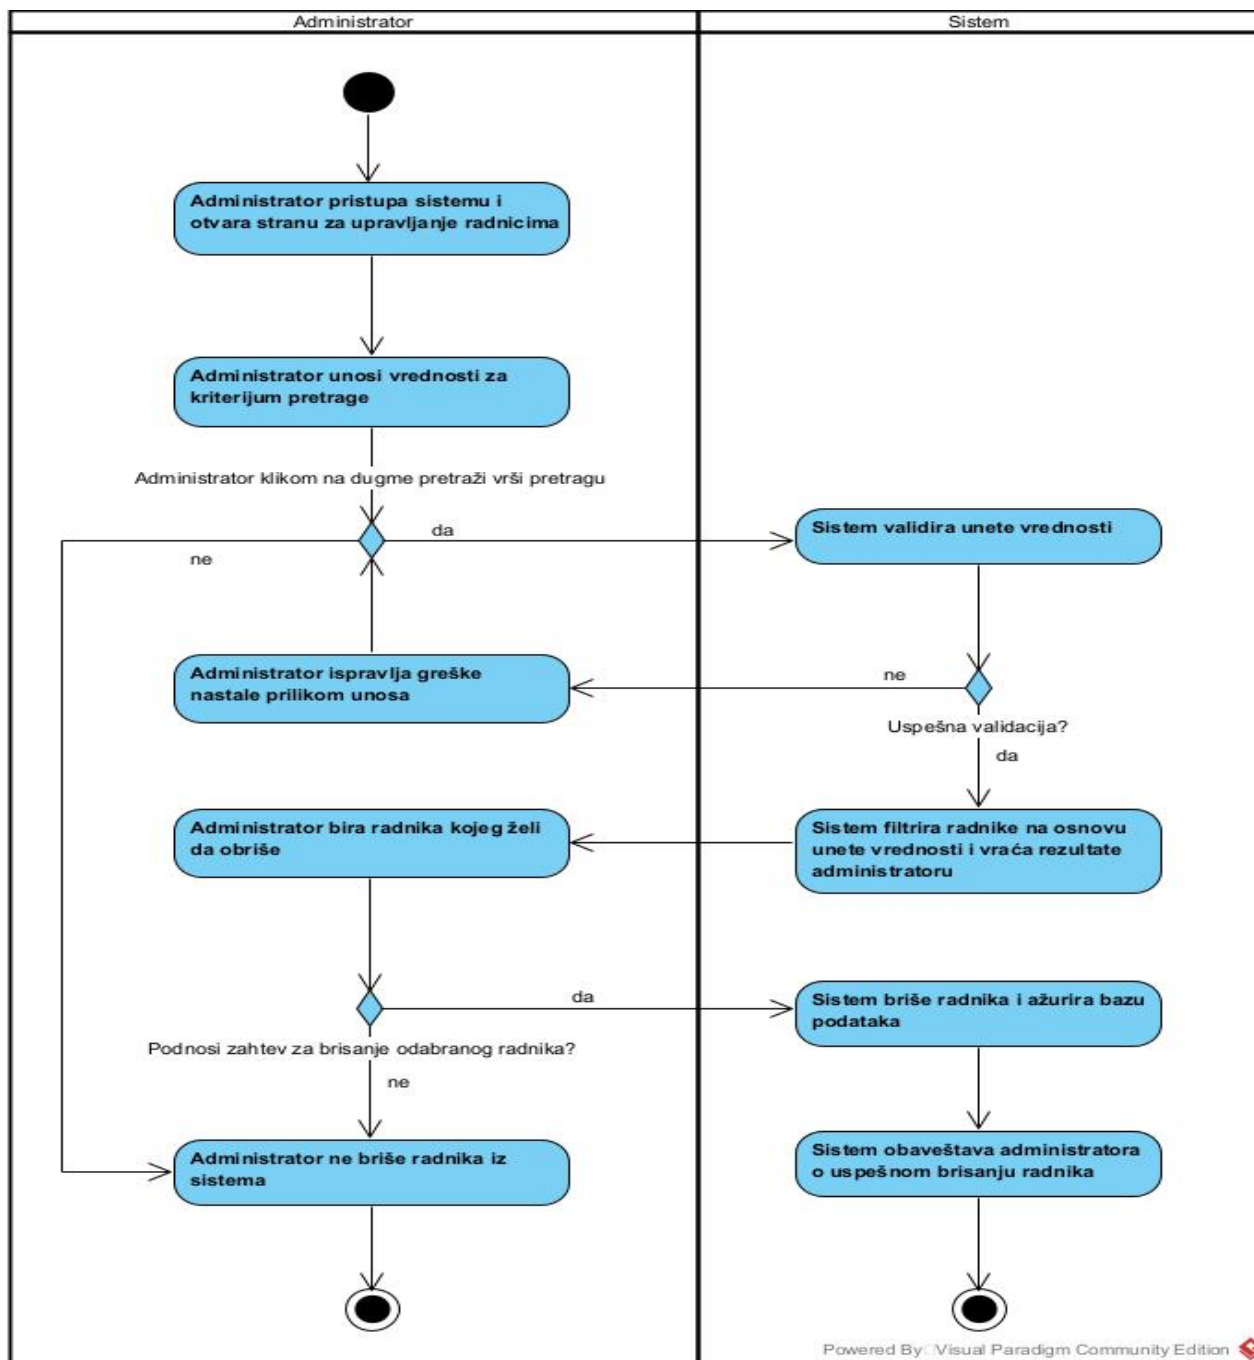 Administrator
Sistem
Administrator pristupa sistemu i
otvara stranu za upravljanje radnicima
Administrator unosi vrednosti za
kriterijum pretrage
Administrator klikom na dugme pretraži vrši pretragu
da
ne
Sistem validira unete vrednosti
Administrator ispravlja greške
nastale prilikom unosa
ne
Uspešna validacija?
da
Administrator bira radnika kojeg želi
da obriše
Sistem filtrira radnike na osnovu
unete vrednosti i vraća rezultate
administratoru
da
Sistem briše radnika i ažurira bazu
podataka
Podnosi zahtev za brisanje odabranog radnika?
ne
Administrator ne briše radnika iz
sistema
Sistem obaveštava administratora
o uspešnom brisanju radnika
Powered By Visual Paradigm Community Edition